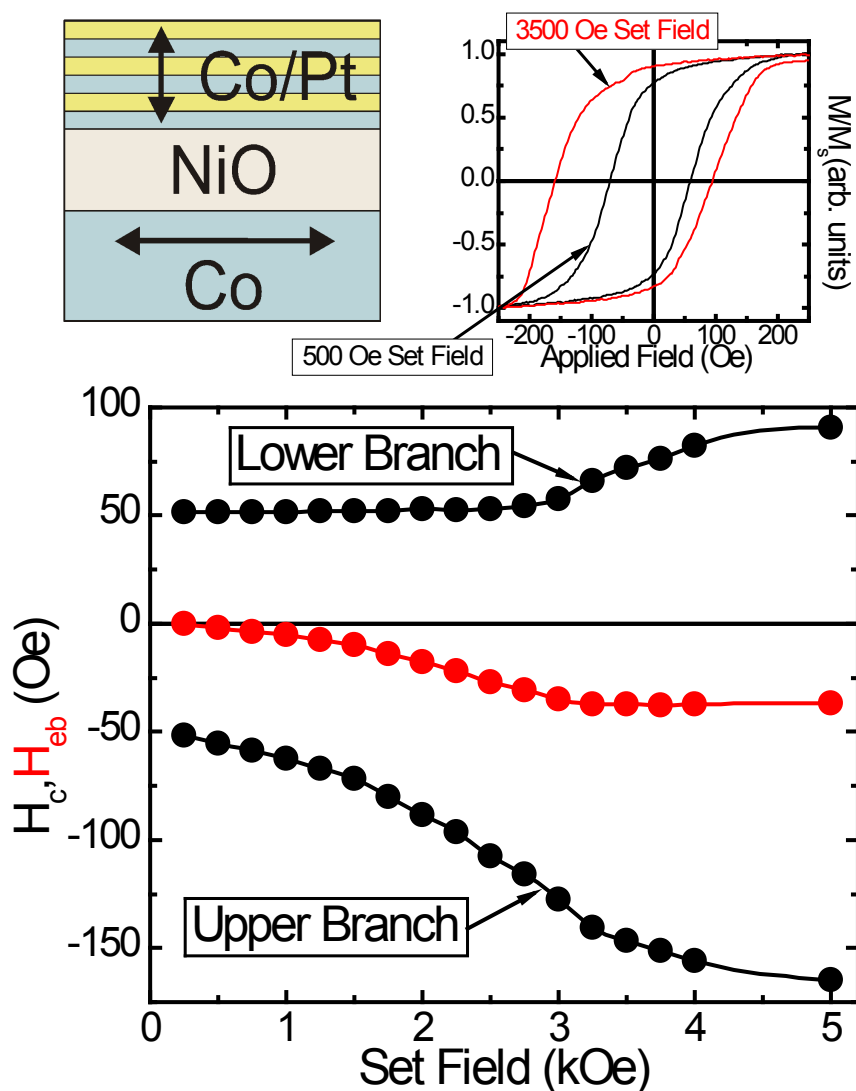 Co/Pt
NiO
Co
3500 Oe Set Field
1.0
0.5
0.0
-0.5
-1.0
M/Ms (arb. units)
-200 -100 0 100 200
Applied Field (Oe)
500 Oe Set Field
100
50
0
-50
-100
-150
Hc, Heb (Oe)
Lower Branch
Upper Branch
0 1 2 3 4 5
Set Field (kOe)